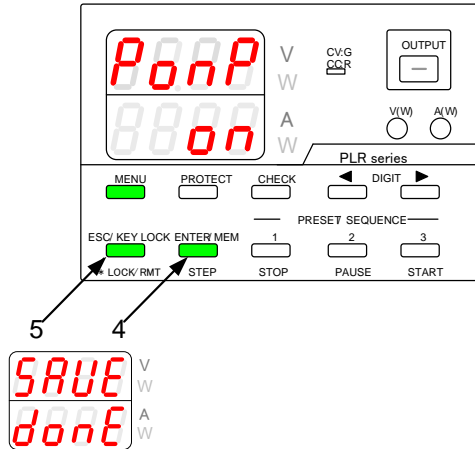 PonP V
W
on A
W
CV:G
CC:R
OUTPUT
V(W) A(W)
PLR series
MENU PROTECT CHECK ◀ DIGIT ▶
PRESET/ SEQUENCE
ESC/ KEY LOCK ENTER/ MEM 1 2 3
* LOCK/ RMT STEP STOP PAUSE START
5 4
SAVE V
W
donE A
W